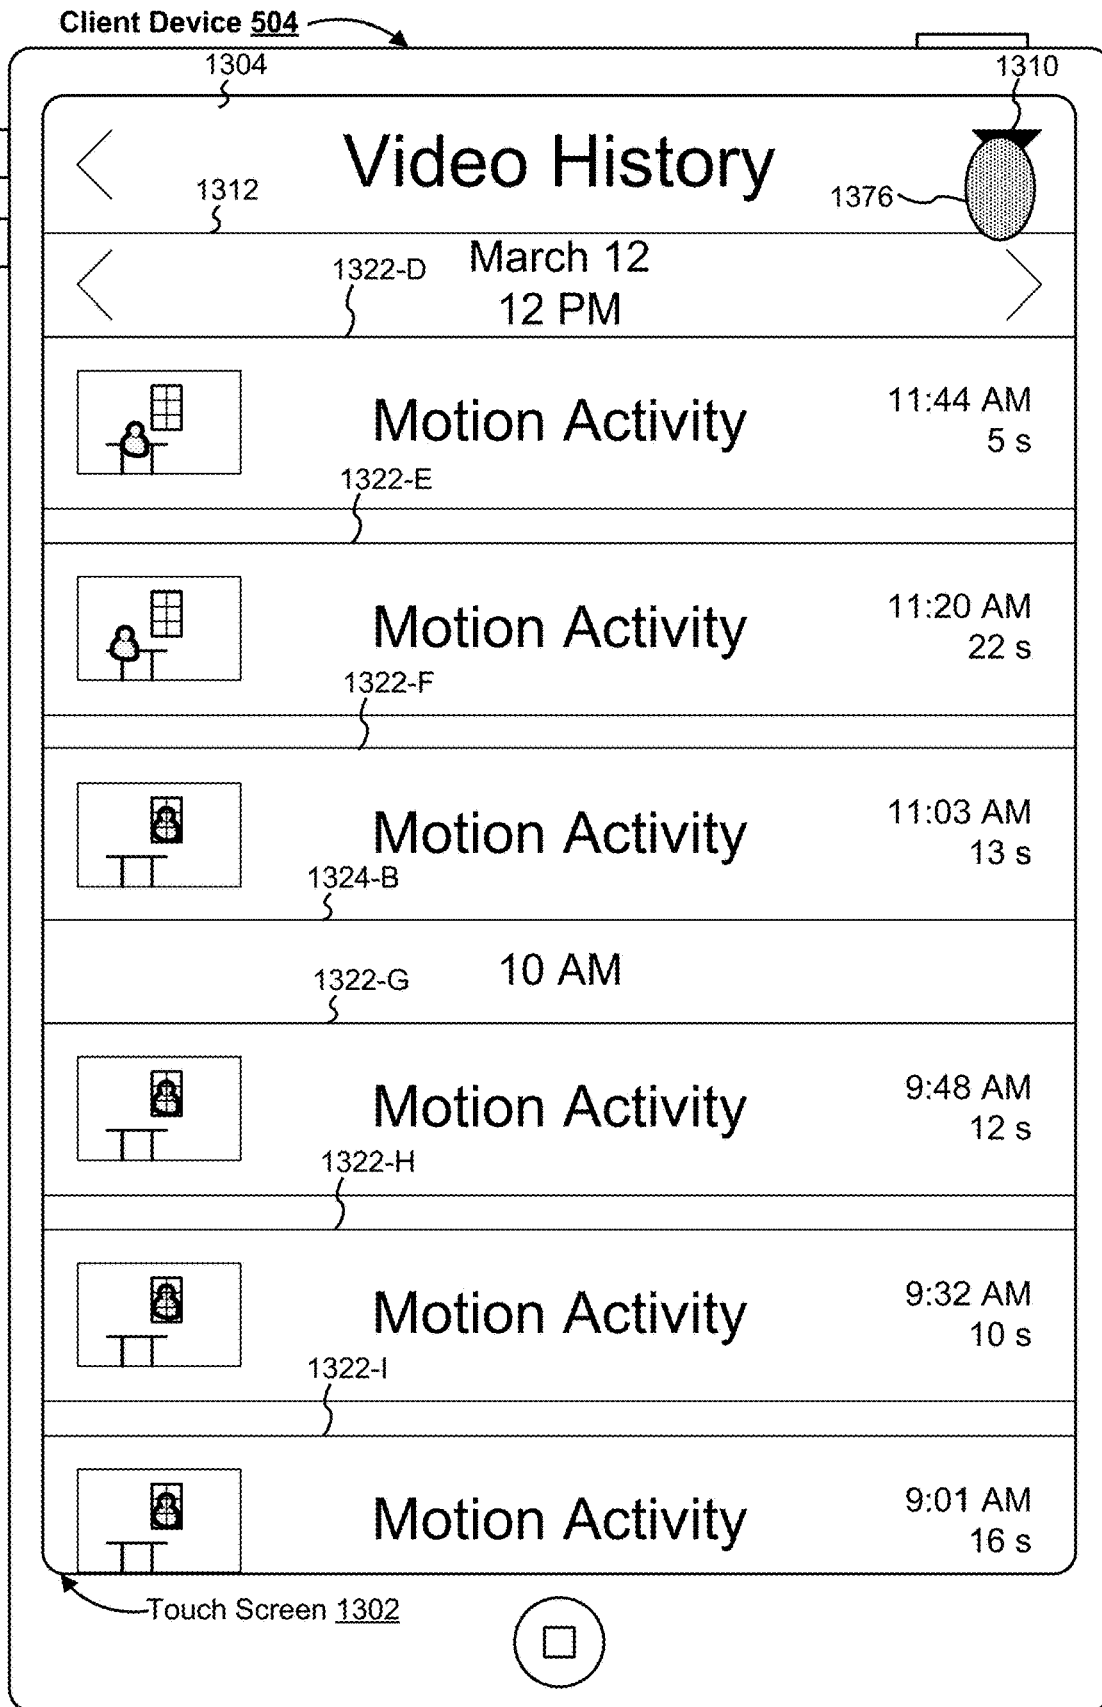 Client Device 504
1304
1310
Video History
1376
1312
March 12
1322-D
12 PM
Motion Activity
11:44 AM
5 s
1322-E
Motion Activity
11:20 AM
22 s
1322-F
Motion Activity
11:03 AM
13 s
1324-B
10 AM
1322-G
Motion Activity
9:48 AM
12 s
1322-H
Motion Activity
9:32 AM
10 s
1322-I
Motion Activity
9:01 AM
16 s
Touch Screen 1302